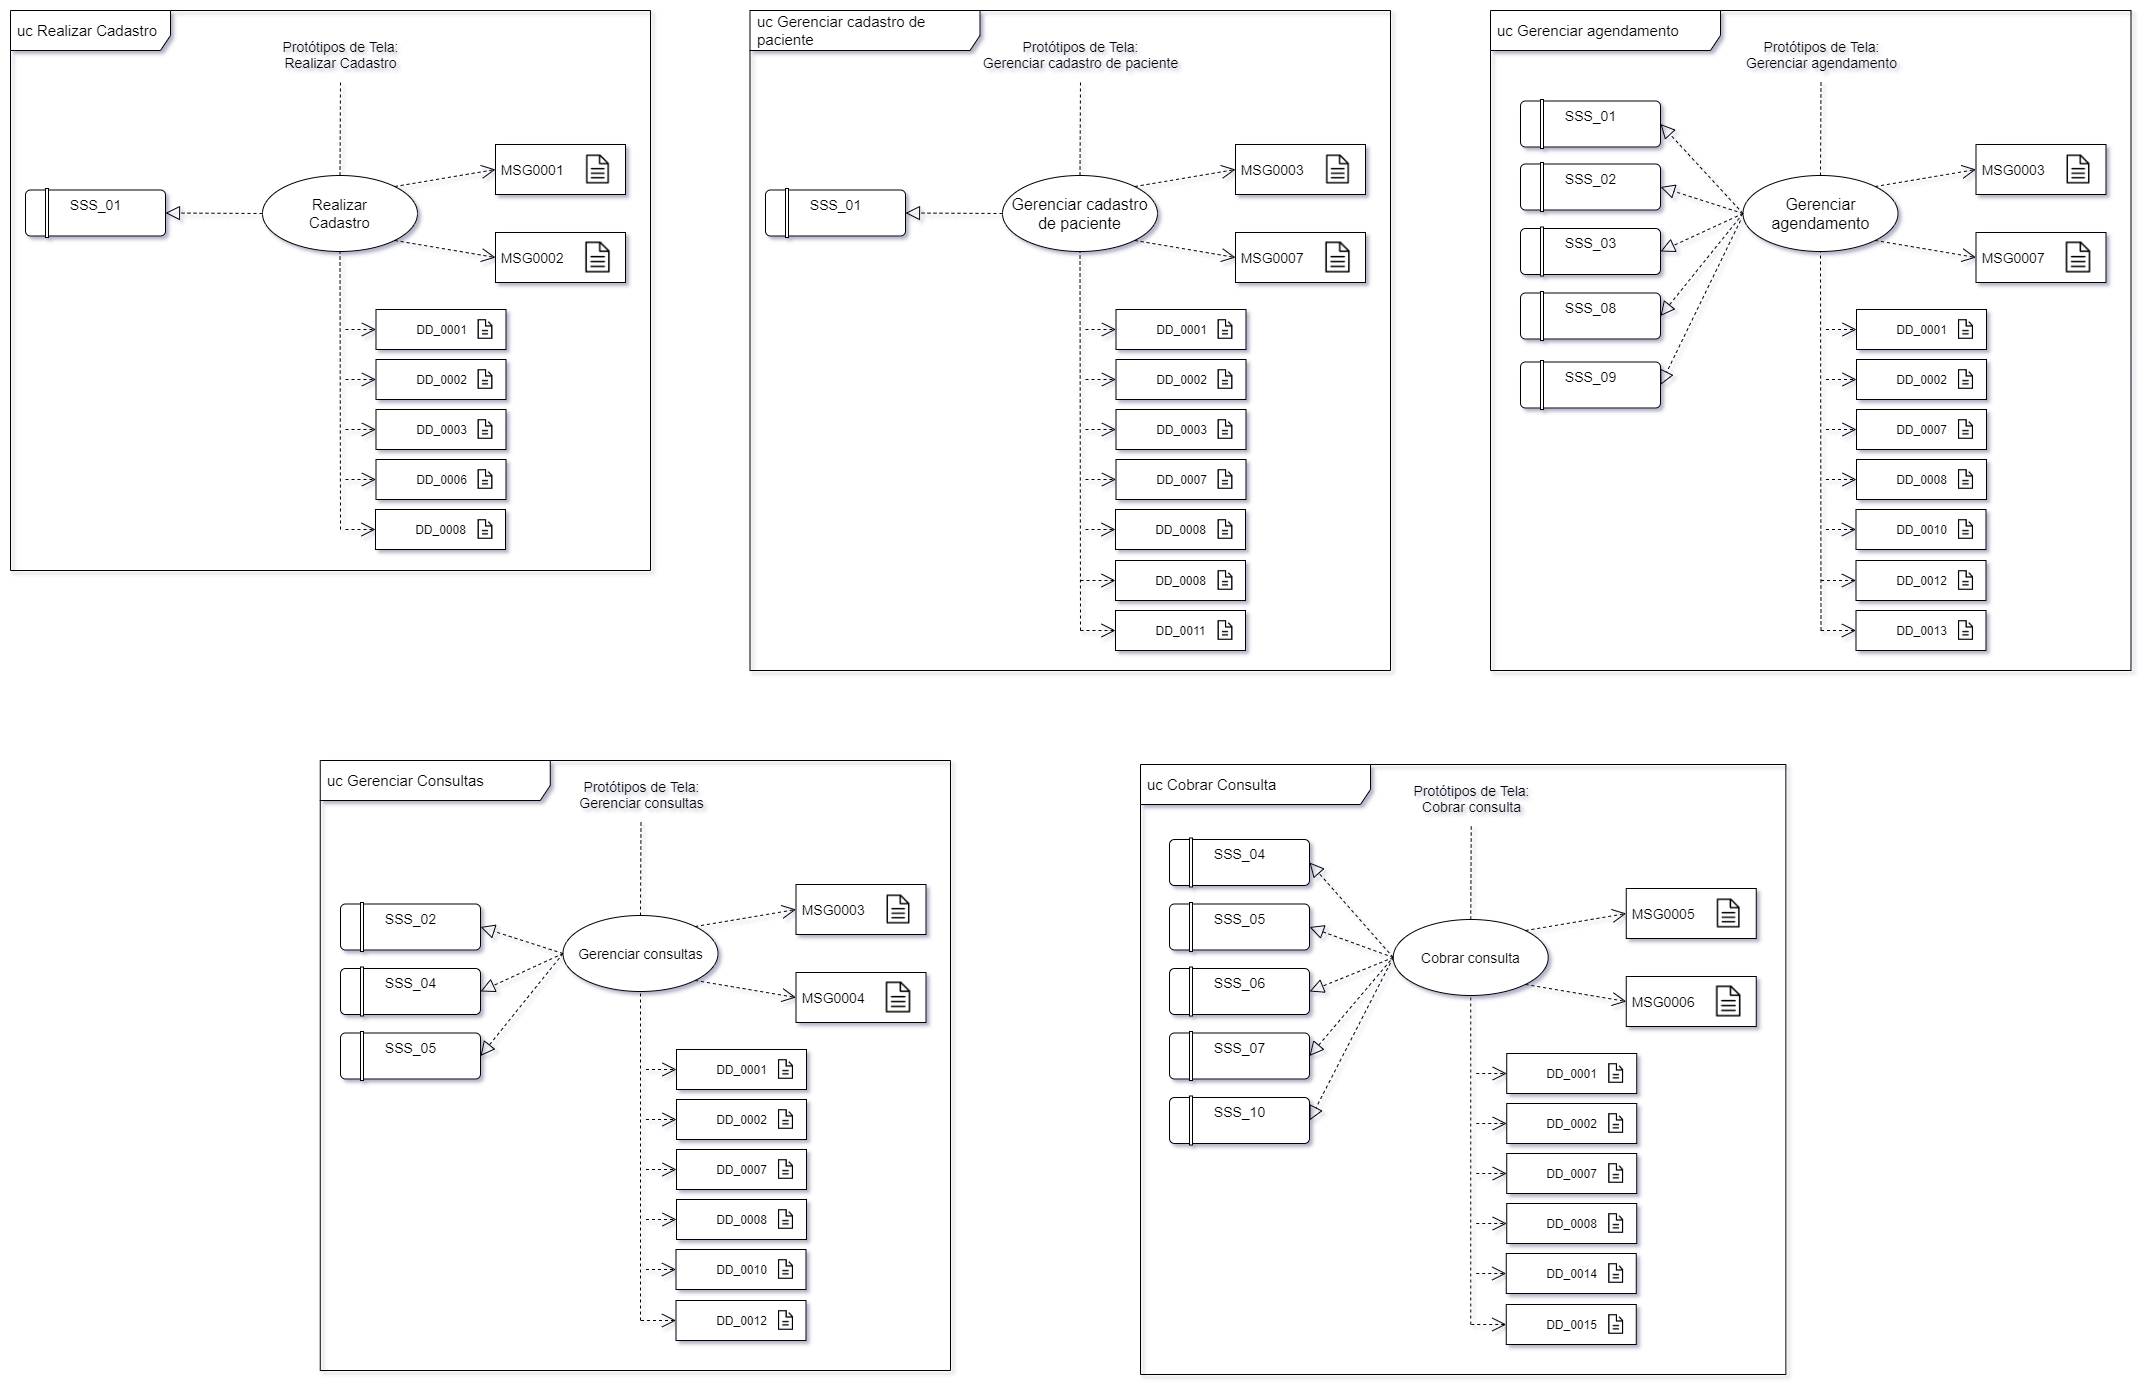 uc Realizar Cadastro
Protótipos de Tela:
Realizar Cadastro
SSS_01
Realizar
Cadastro
MSG0001
MSG0002
DD_0001
DD_0002
DD_0003
DD_0006
DD_0008
uc Gerenciar cadastro de
paciente
Protótipos de Tela:
Gerenciar cadastro de paciente
SSS_01
Gerenciar cadastro
de paciente
MSG0003
MSG0007
DD_0001
DD_0002
DD_0003
DD_0007
DD_0008
DD_0008
DD_0011
uc Gerenciar agendamento
Protótipos de Tela:
Gerenciar agendamento
SSS_01
SSS_02
SSS_03
SSS_08
SSS_09
Gerenciar
agendamento
MSG0003
MSG0007
DD_0001
DD_0002
DD_0007
DD_0008
DD_0010
DD_0012
DD_0013
uc Gerenciar Consultas
Protótipos de Tela:
Gerenciar consultas
SSS_02
SSS_04
SSS_05
Gerenciar consultas
MSG0003
MSG0004
DD_0001
DD_0002
DD_0007
DD_0008
DD_0010
DD_0012
uc Cobrar Consulta
Protótipos de Tela:
Cobrar consulta
SSS_04
SSS_05
SSS_06
SSS_07
SSS_10
Cobrar consulta
MSG0005
MSG0006
DD_0001
DD_0002
DD_0007
DD_0008
DD_0014
DD_0015